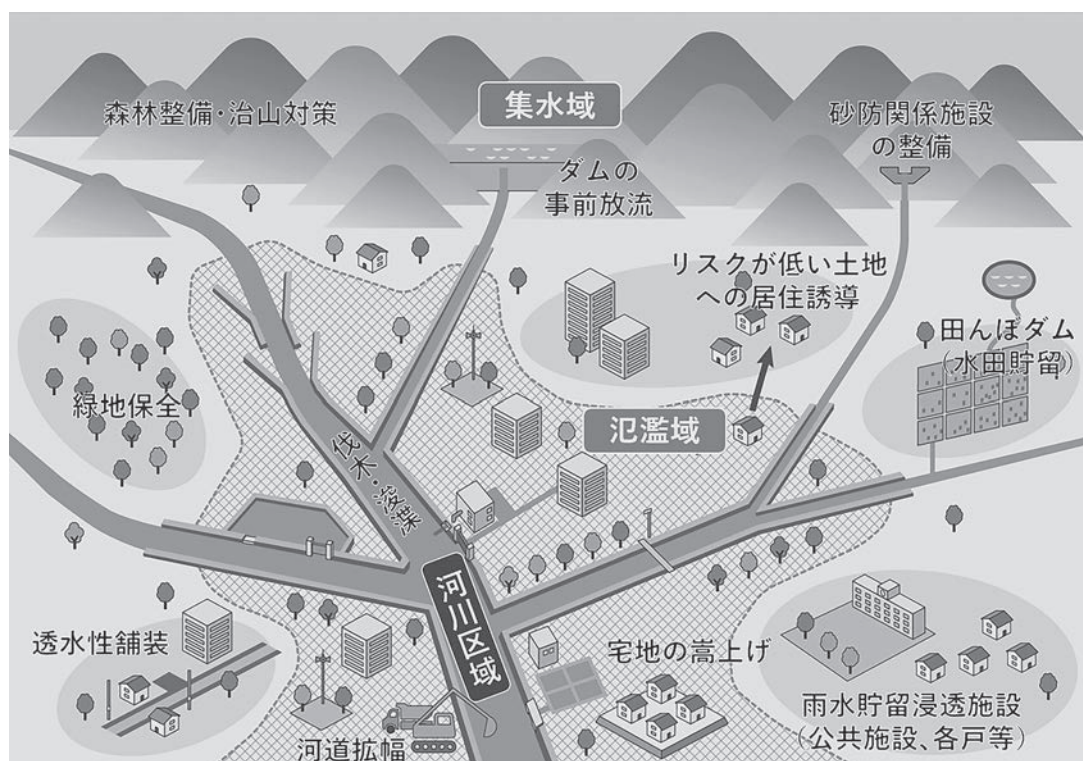 森林整備・治山対策
集水域
砂防関係施設
の整備
ダムの
事前放流
リスクが低い土地
への居住誘導
田んぼダム
(水田貯留)
緑地保全
氾濫域
伐木・浚渫
河川区域
透水性舗装
宅地の嵩上げ
雨水貯留浸透施設
(公共施設、各戸等)
河道拡幅